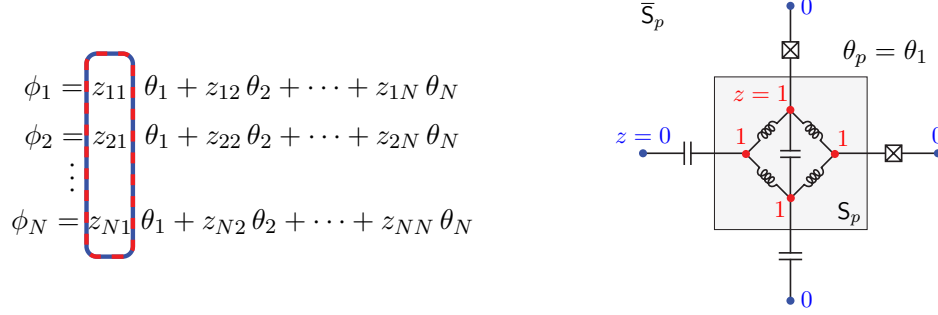 ϕ₁ = z₁₁ θ₁ + z₁₂ θ₂ + ⋯ + z₁N θN
ϕ₂ = z₂₁ θ₁ + z₂₂ θ₂ + ⋯ + z₂N θN
⋮
ϕN = zN₁ θ₁ + zN₂ θ₂ + ⋯ + zNN θN
S̅ₚ
0
θₚ = θ₁
z = 1
z = 0
1
1
0
1
Sₚ
0